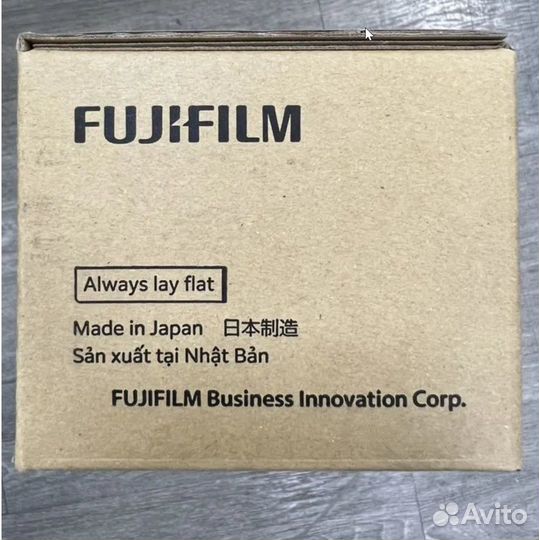 FUJIFILM
Always lay flat
Made in Japan 日本制造
Sản xuất tại Nhật Bản
FUJIFILM Business Innovation Corp.
Avito